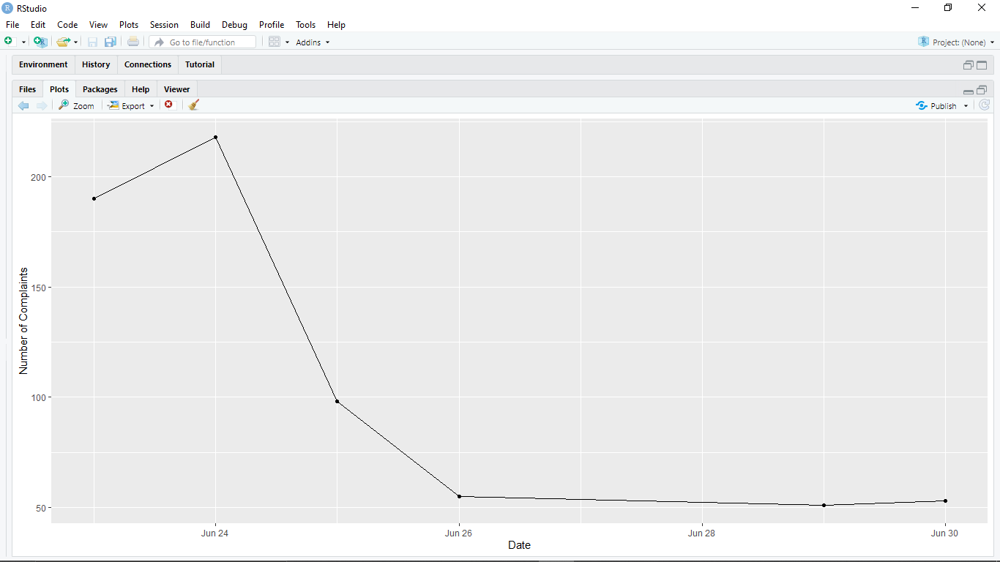 RStudio
File Edit Code View Plots Session Build Debug Profile Tools Help
Go to file/function Addins Project: (None)
Environment History Connections Tutorial
Files Plots Packages Help Viewer
Zoom Export Publish
Number of Complaints
200
150
100
50
Jun 24 Jun 26 Jun 28 Jun 30
Date